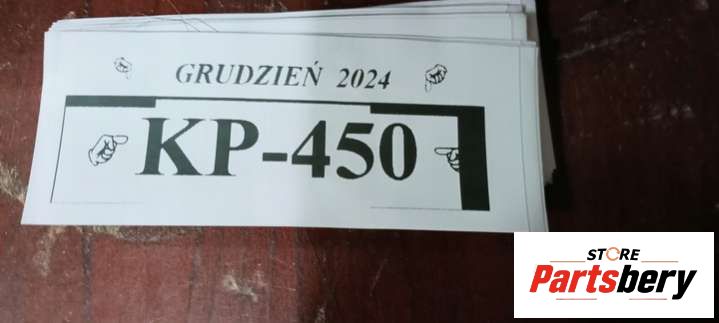 GRUDZIEŃ 2024
KP-450
STORE
Partsbery